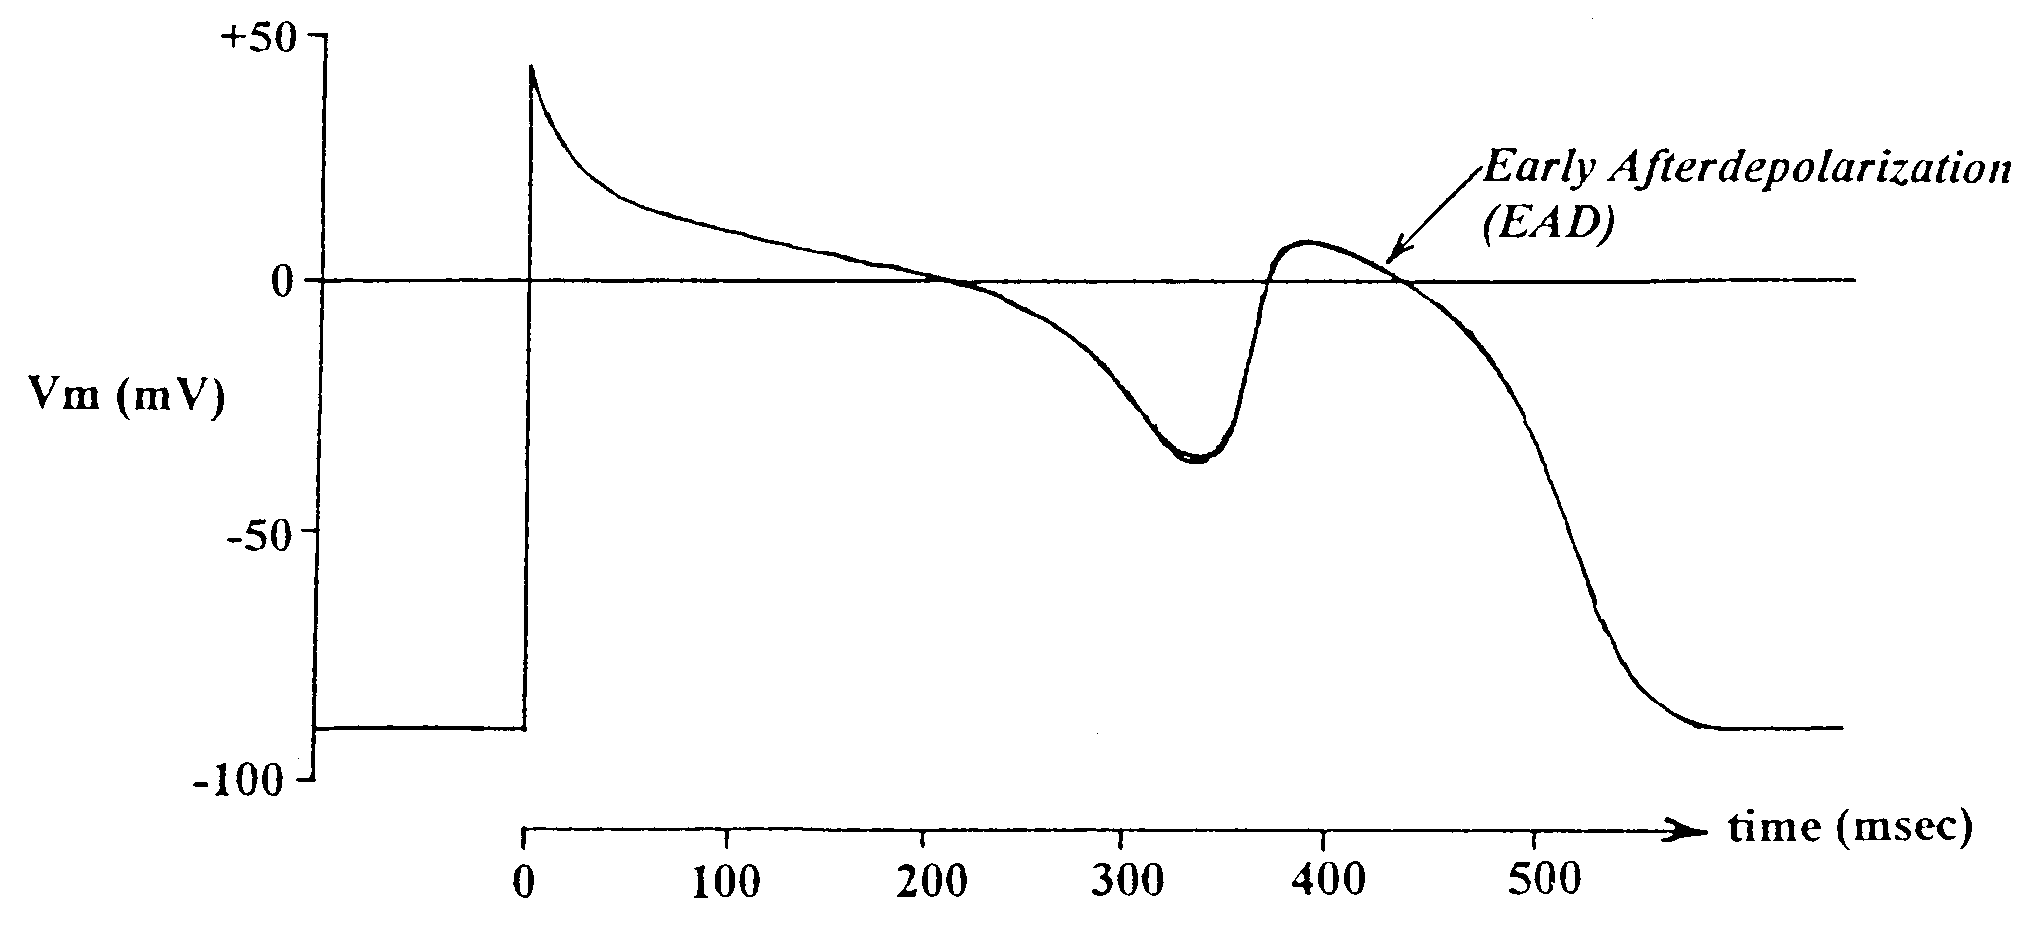 +50
Early Afterdepolarization
(EAD)
0
Vm (mV)
-50
-100
time (msec)
0 100 200 300 400 500